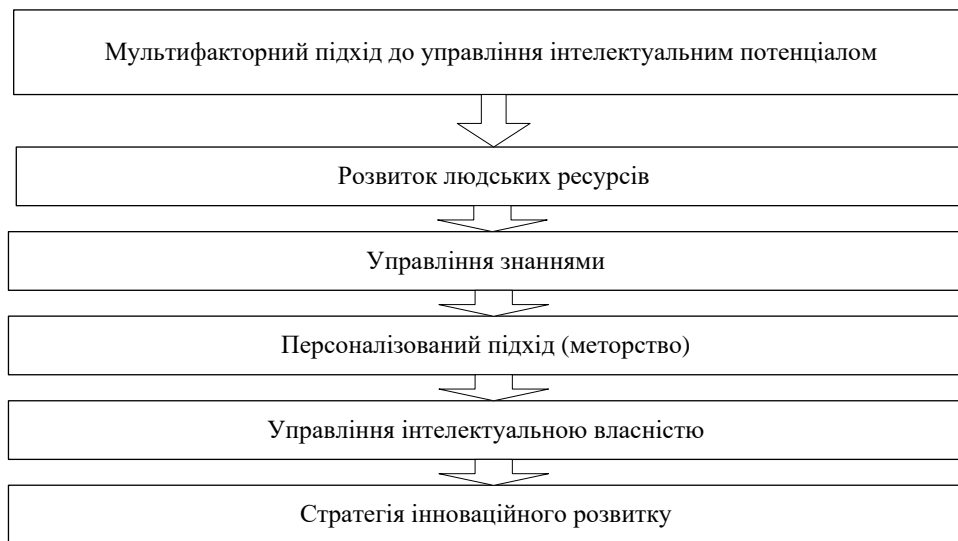 Мультифакторний підхід до управління інтелектуальним потенціалом
Розвиток людських ресурсів
Управління знаннями
Персоналізований підхід (меторство)
Управління інтелектуальною власністю
Стратегія інноваційного розвитку